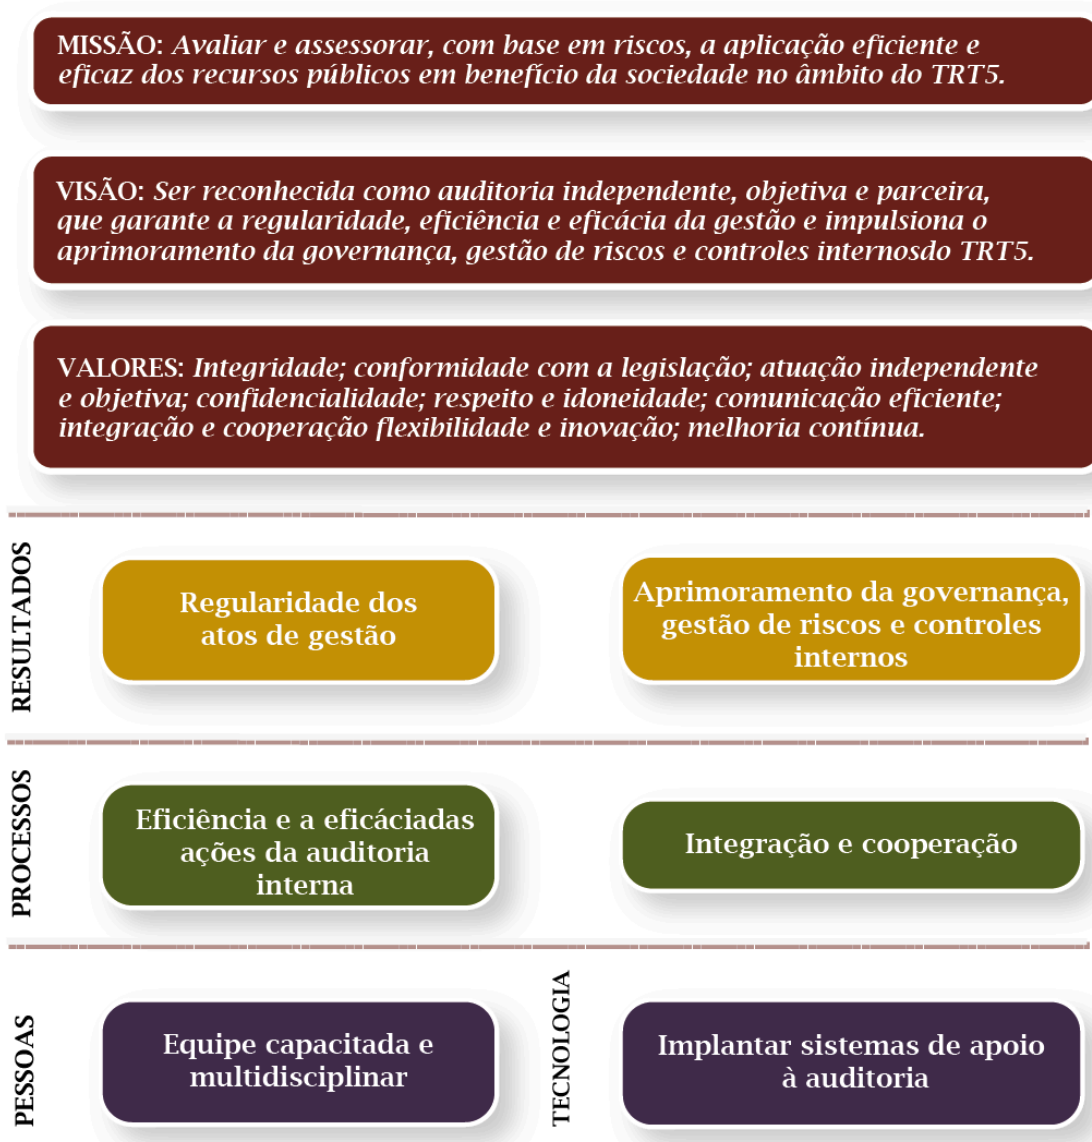 MISSÃO: Avaliar e assessorar, com base em riscos, a aplicação eficiente e
eficaz dos recursos públicos em benefício da sociedade no âmbito do TRT5.
VISÃO: Ser reconhecida como auditoria independente, objetiva e parceira,
que garante a regularidade, eficiência e eficácia da gestão e impulsiona o
aprimoramento da governança, gestão de riscos e controles internosdo TRT5.
VALORES: Integridade; conformidade com a legislação; atuação independente
e objetiva; confidencialidade; respeito e idoneidade; comunicação eficiente;
integração e cooperação flexibilidade e inovação; melhoria contínua.
RESULTADOS
Regularidade dos
atos de gestão
Aprimoramento da governança,
gestão de riscos e controles
internos
PROCESSOS
Eficiência e a eficáciadas
ações da auditoria
interna
Integração e cooperação
PESSOAS
Equipe capacitada e
multidisciplinar
TECNOLOGIA
Implantar sistemas de apoio
à auditoria